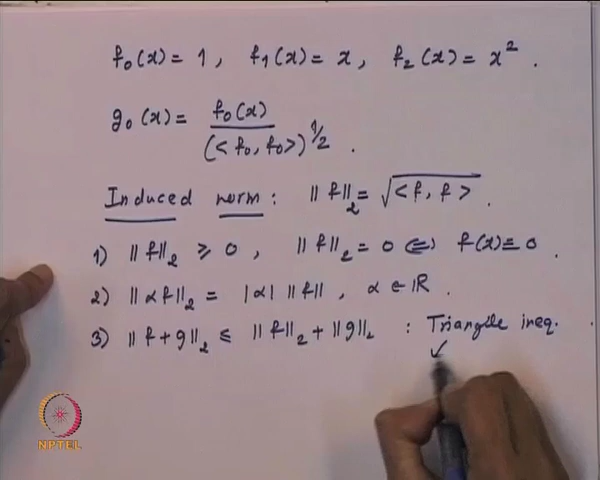 f₀(x) = 1 , f₁(x) = x , f₂(x) = x² .
g₀(x) = f₀(x) / (<f₀, f₀>)^1/2 .
Induced norm : ||f||₂ = √<f, f> .
1) ||f||₂ ≥ 0 , ||f||₂ = 0 ⇔ f(x) ≡ 0 .
2) ||αf||₂ = |α| ||f|| , α ∈ ℝ .
3) ||f+g||₂ ≤ ||f||₂ + ||g||₂ : Triangle ineq.
✓
NPTEL